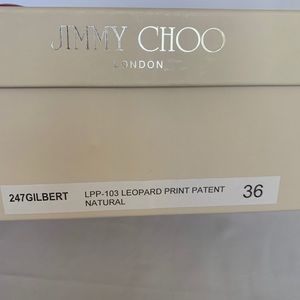 JIMMY CHOO
LONDON
247GILBERT
LPP-103 LEOPARD PRINT PATENT
NATURAL
36